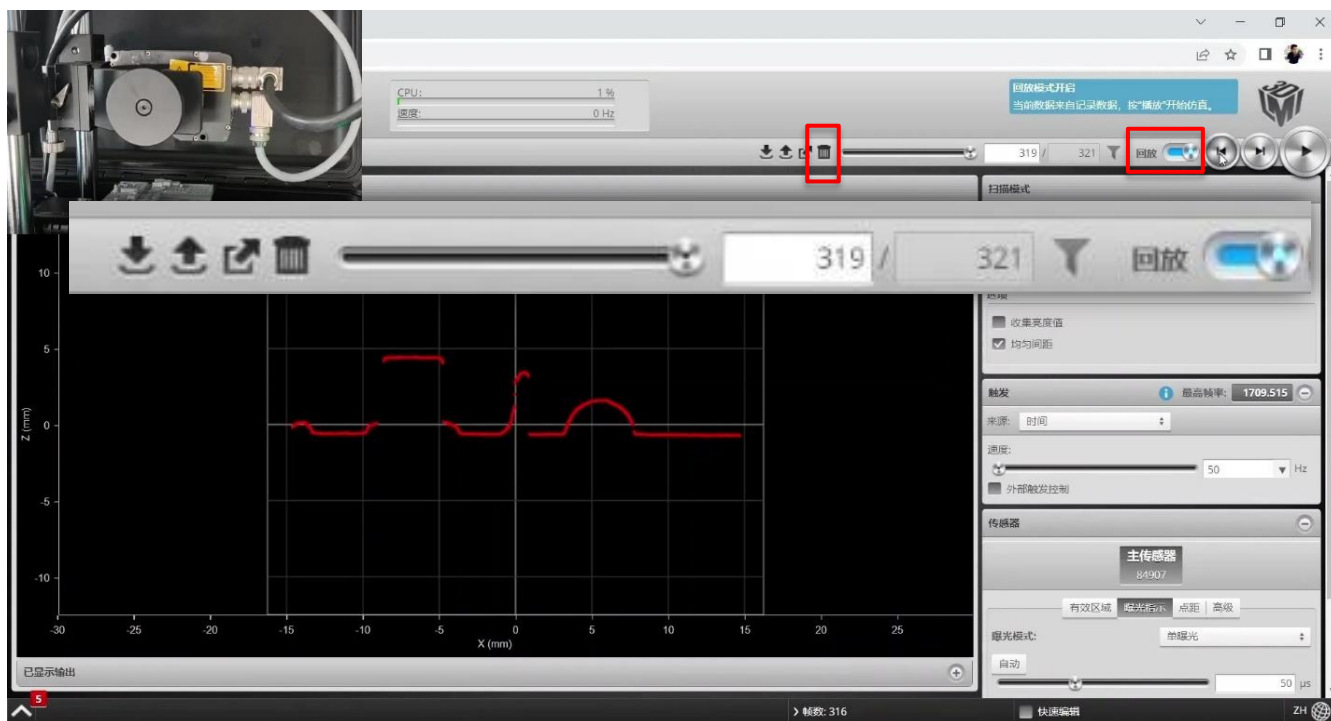 CPU: 1 %
速度: 0 Hz
回放模式开启
当前数据来自记录数据，按“播放”开始仿真。
319 / 321 回放
扫描模式
319 / 321 回放
收集亮度值
均匀间距
触发 最高帧率: 1709.515
来源: 时间
速度:
50 Hz
外部触发控制
传感器
主传感器
84907
有效区域 曝光指示 点距 高级
曝光模式: 单曝光
自动
50 µs
Z (mm)
10
5
0
-5
-10
-30 -25 -20 -15 -10 -5 0 5 10 15 20 25
X (mm)
已显示输出
5
帧数: 316 快速编辑 ZH